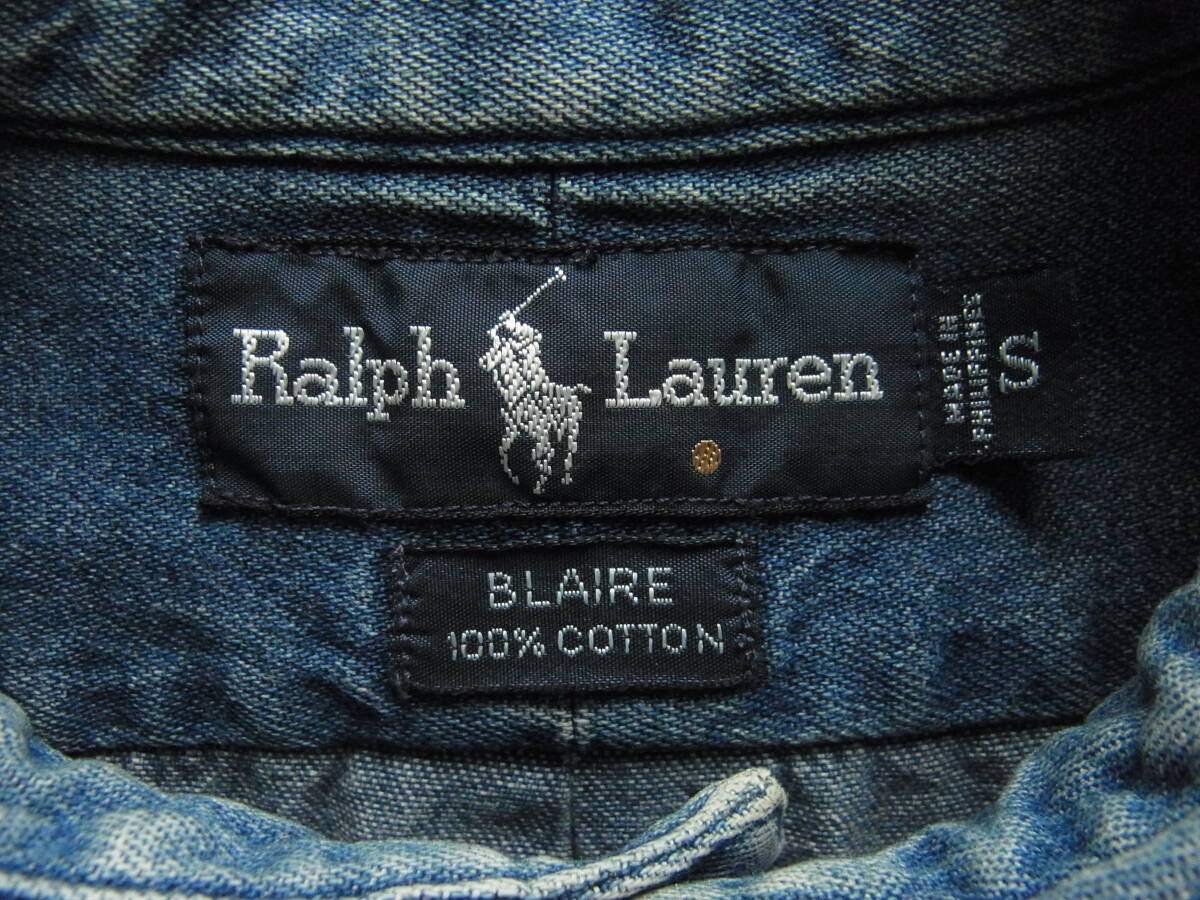 Ralph Lauren
MADE IN
PHILIPPINES
S
BLAIRE
100% COTTON